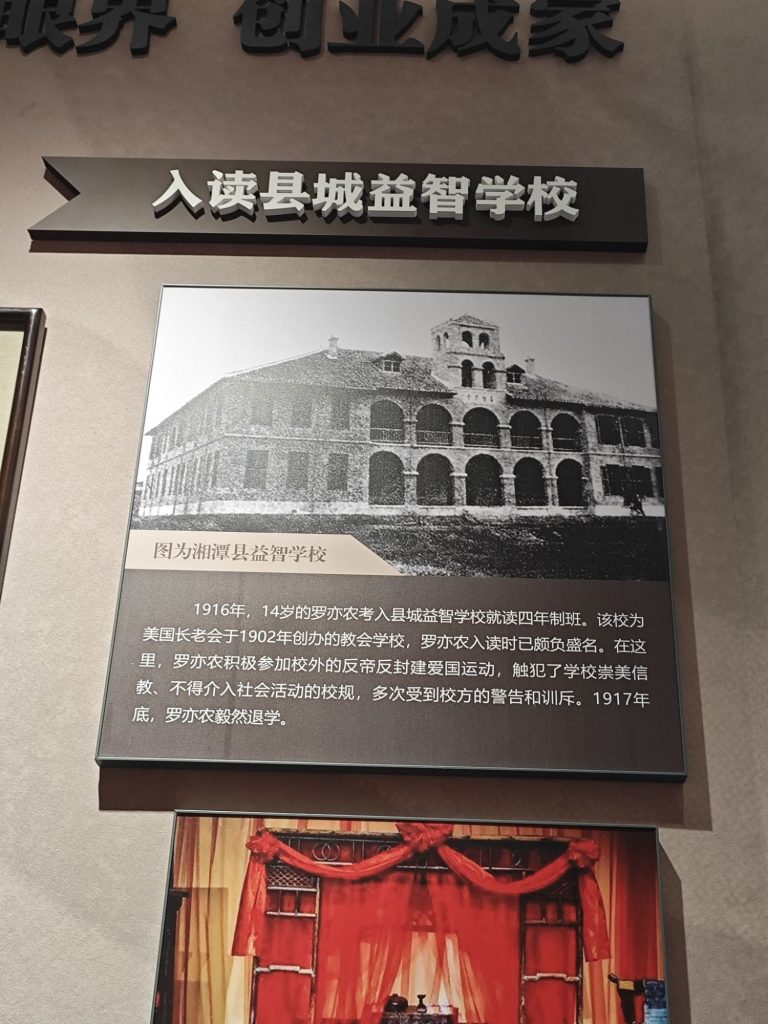 眼界 创业成家
入读县城益智学校
图为湘潭县益智学校
1916年，14岁的罗亦农考入县城益智学校就读四年制班。该校为
美国长老会于1902年创办的教会学校，罗亦农入读时已颇负盛名。在这
里，罗亦农积极参加校外的反帝反封建爱国运动，触犯了学校崇美信
教、不得介入社会活动的校规，多次受到校方的警告和训斥。1917年
底，罗亦农毅然退学。